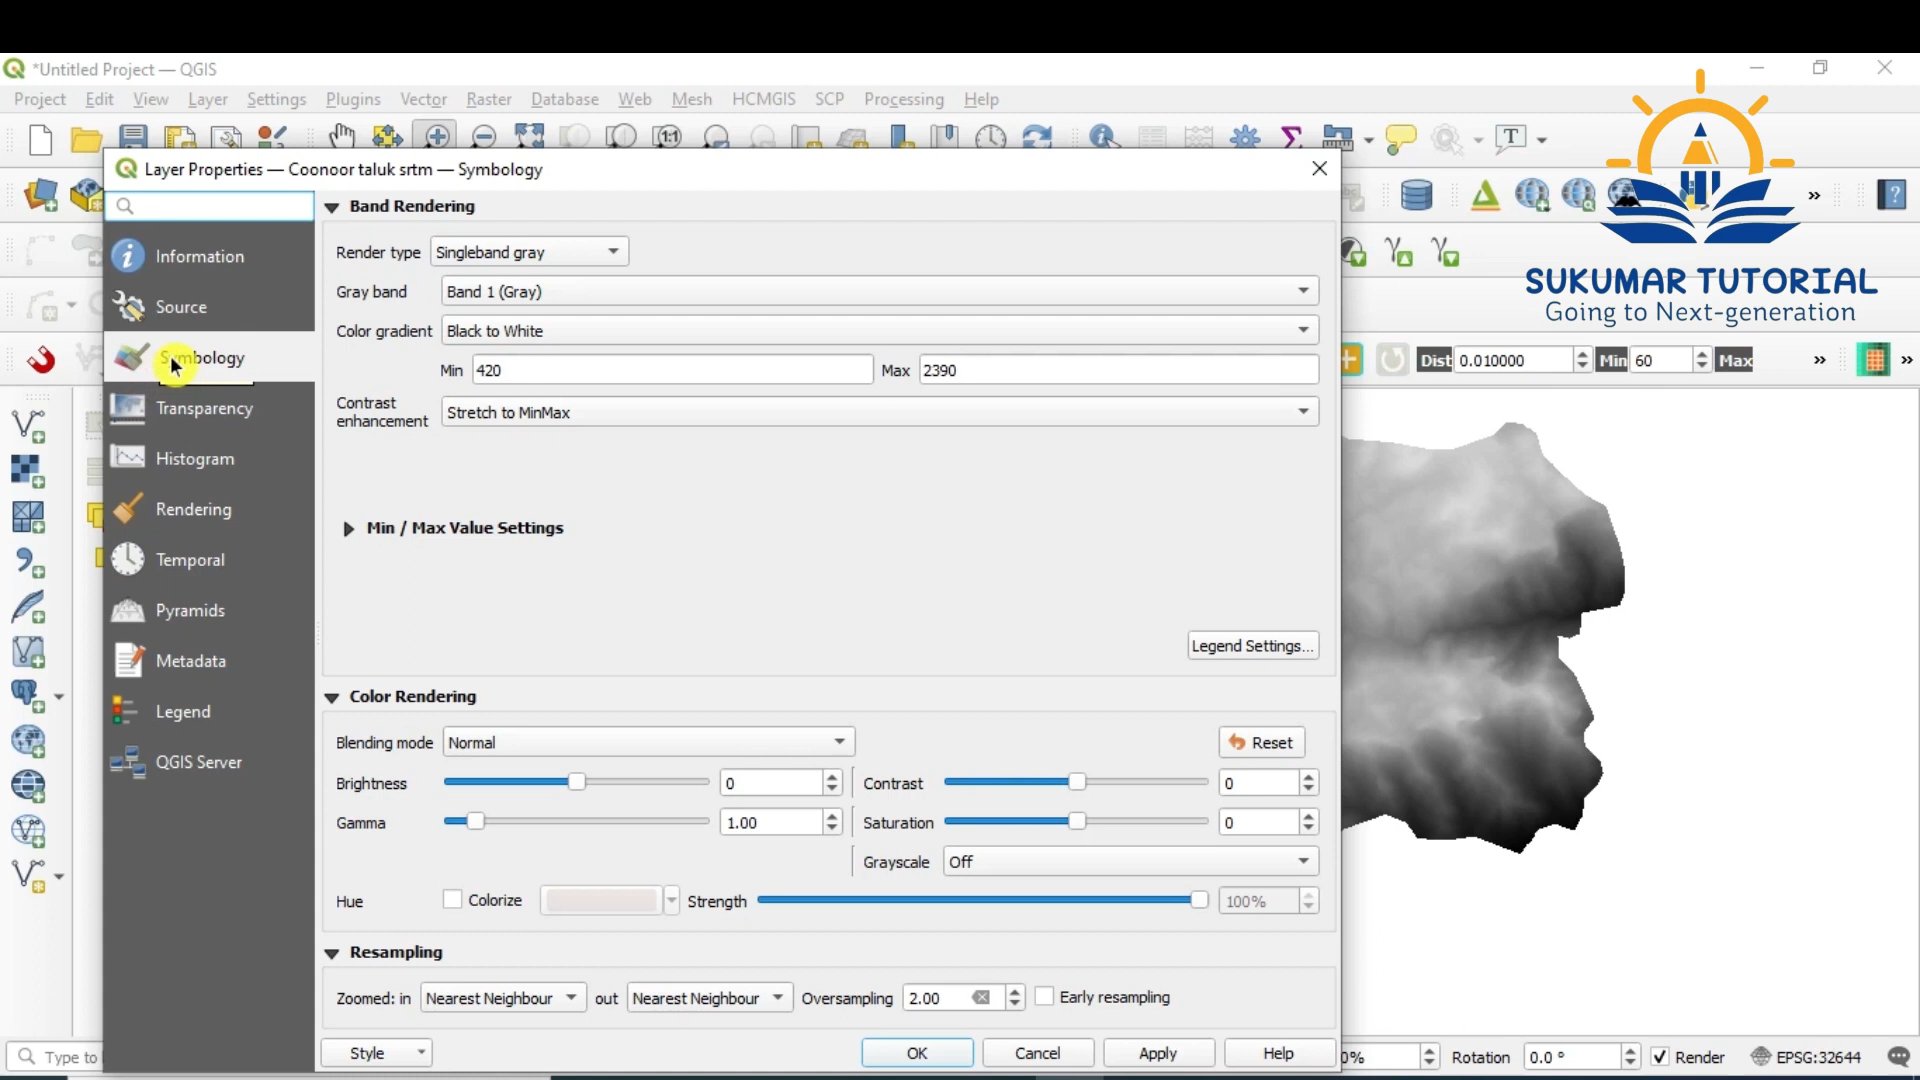 *Untitled Project — QGIS
Project Edit View Layer Settings Plugins Vector Raster Database Web Mesh HCMGIS SCP Processing Help
1:1
T
Layer Properties — Coonoor taluk srtm — Symbology
SUKUMAR TUTORIAL
Going to Next-generation
Information
Source
Symbology
Transparency
Histogram
Rendering
Temporal
Pyramids
Metadata
Legend
QGIS Server
Band Rendering
Render type Singleband gray
Gray band Band 1 (Gray)
Color gradient Black to White
Min 420 Max 2390
Contrast
enhancement Stretch to MinMax
Min / Max Value Settings
Legend Settings...
Color Rendering
Blending mode Normal Reset
Brightness 0 Contrast 0
Gamma 1.00 Saturation 0
Grayscale Off
Hue Colorize Strength 100%
Resampling
Zoomed: in Nearest Neighbour out Nearest Neighbour Oversampling 2.00 Early resampling
Style OK Cancel Apply Help
Dist 0.010000 Min 60 Max
Type to
0% Rotation 0.0 ° Render EPSG:32644